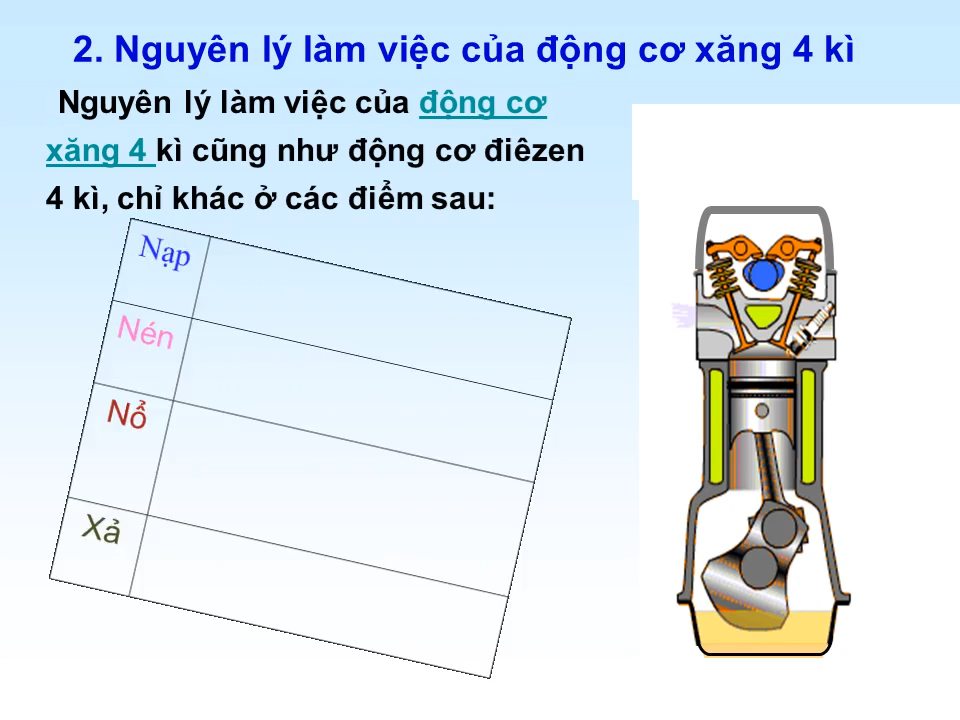 2. Nguyên lý làm việc của động cơ xăng 4 kì
Nguyên lý làm việc của động cơ
xăng 4 kì cũng như động cơ điêzen
4 kì, chỉ khác ở các điểm sau:
Nạp
Nén
Nổ
Xả